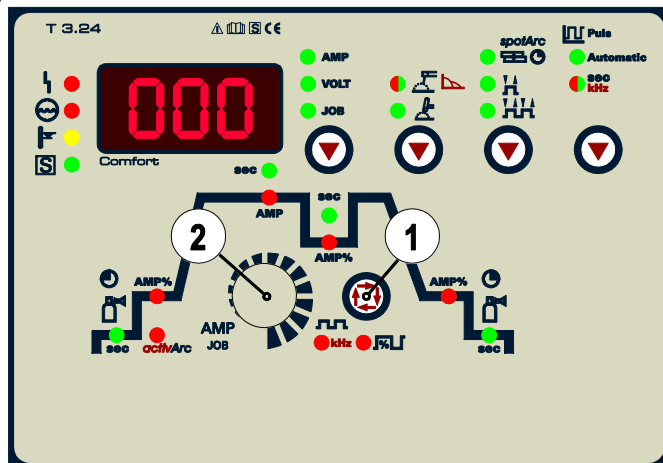 T 3.24
S CE
spotArc
Puls
AMP
Automatic
VOLT
sec
kHz
JOB
000
S
Comfort
sec
AMP
sec
AMP%
2
1
AMP%
AMP%
AMP
JOB
sec
activArc
kHz
%
sec